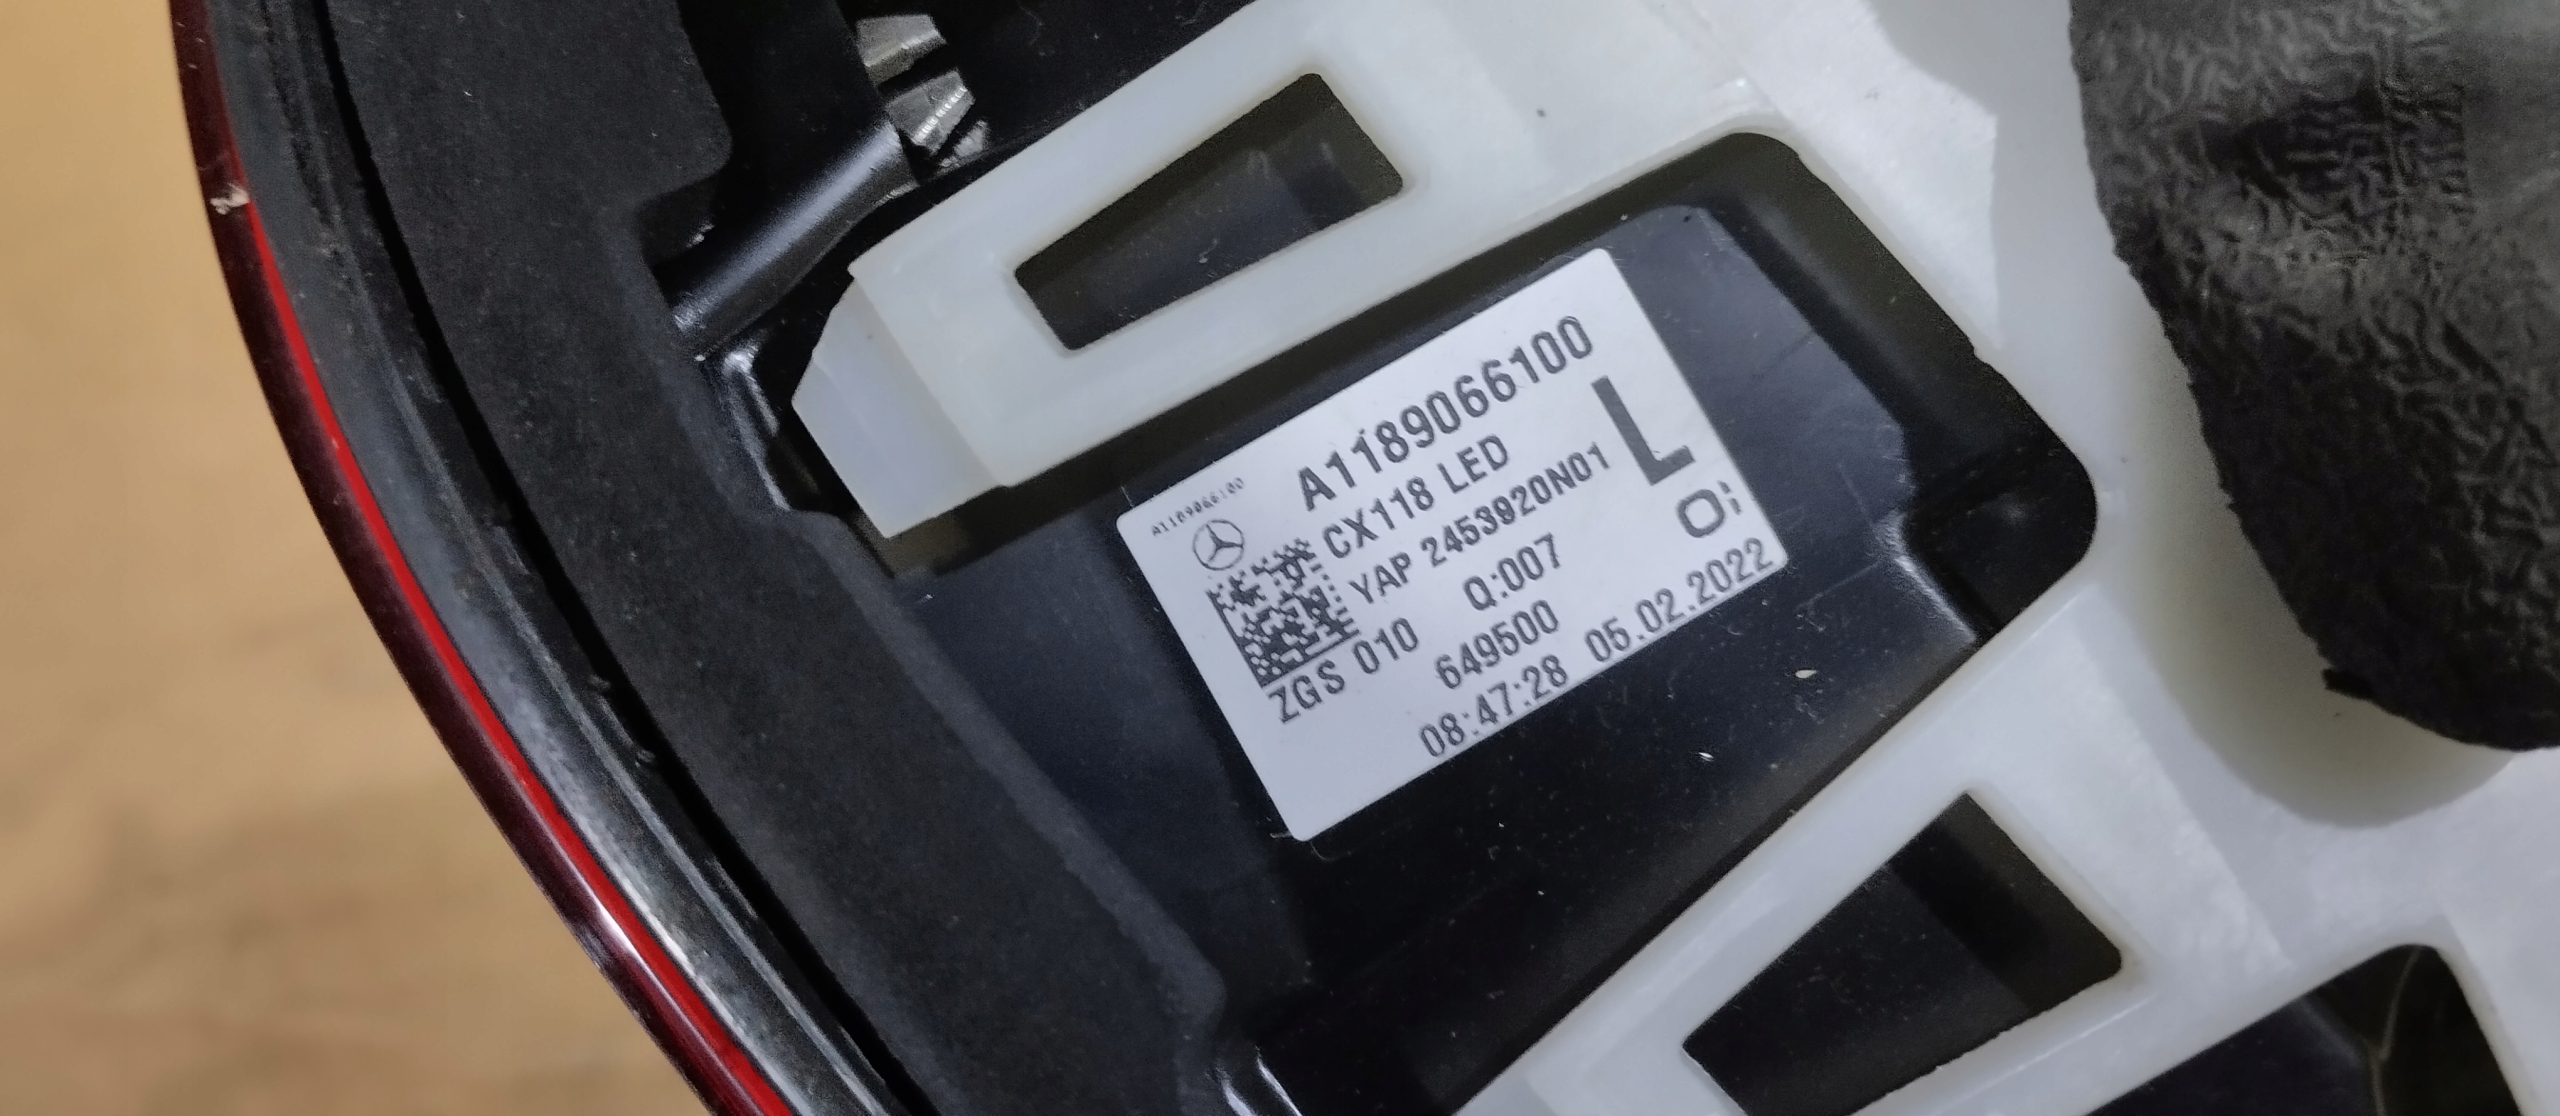 A1189066100
A1189066100
CX118 LED
L
YAP 2453920N01
ZGS 010 Q:007
649500
08:47:28 05.02.2022